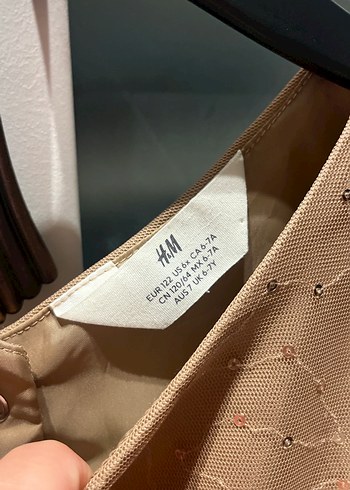 H&M
EUR 122 US 6x CA 6-7A
CN 120/64 MX 6-7A
AUS 7 UK 6-7Y